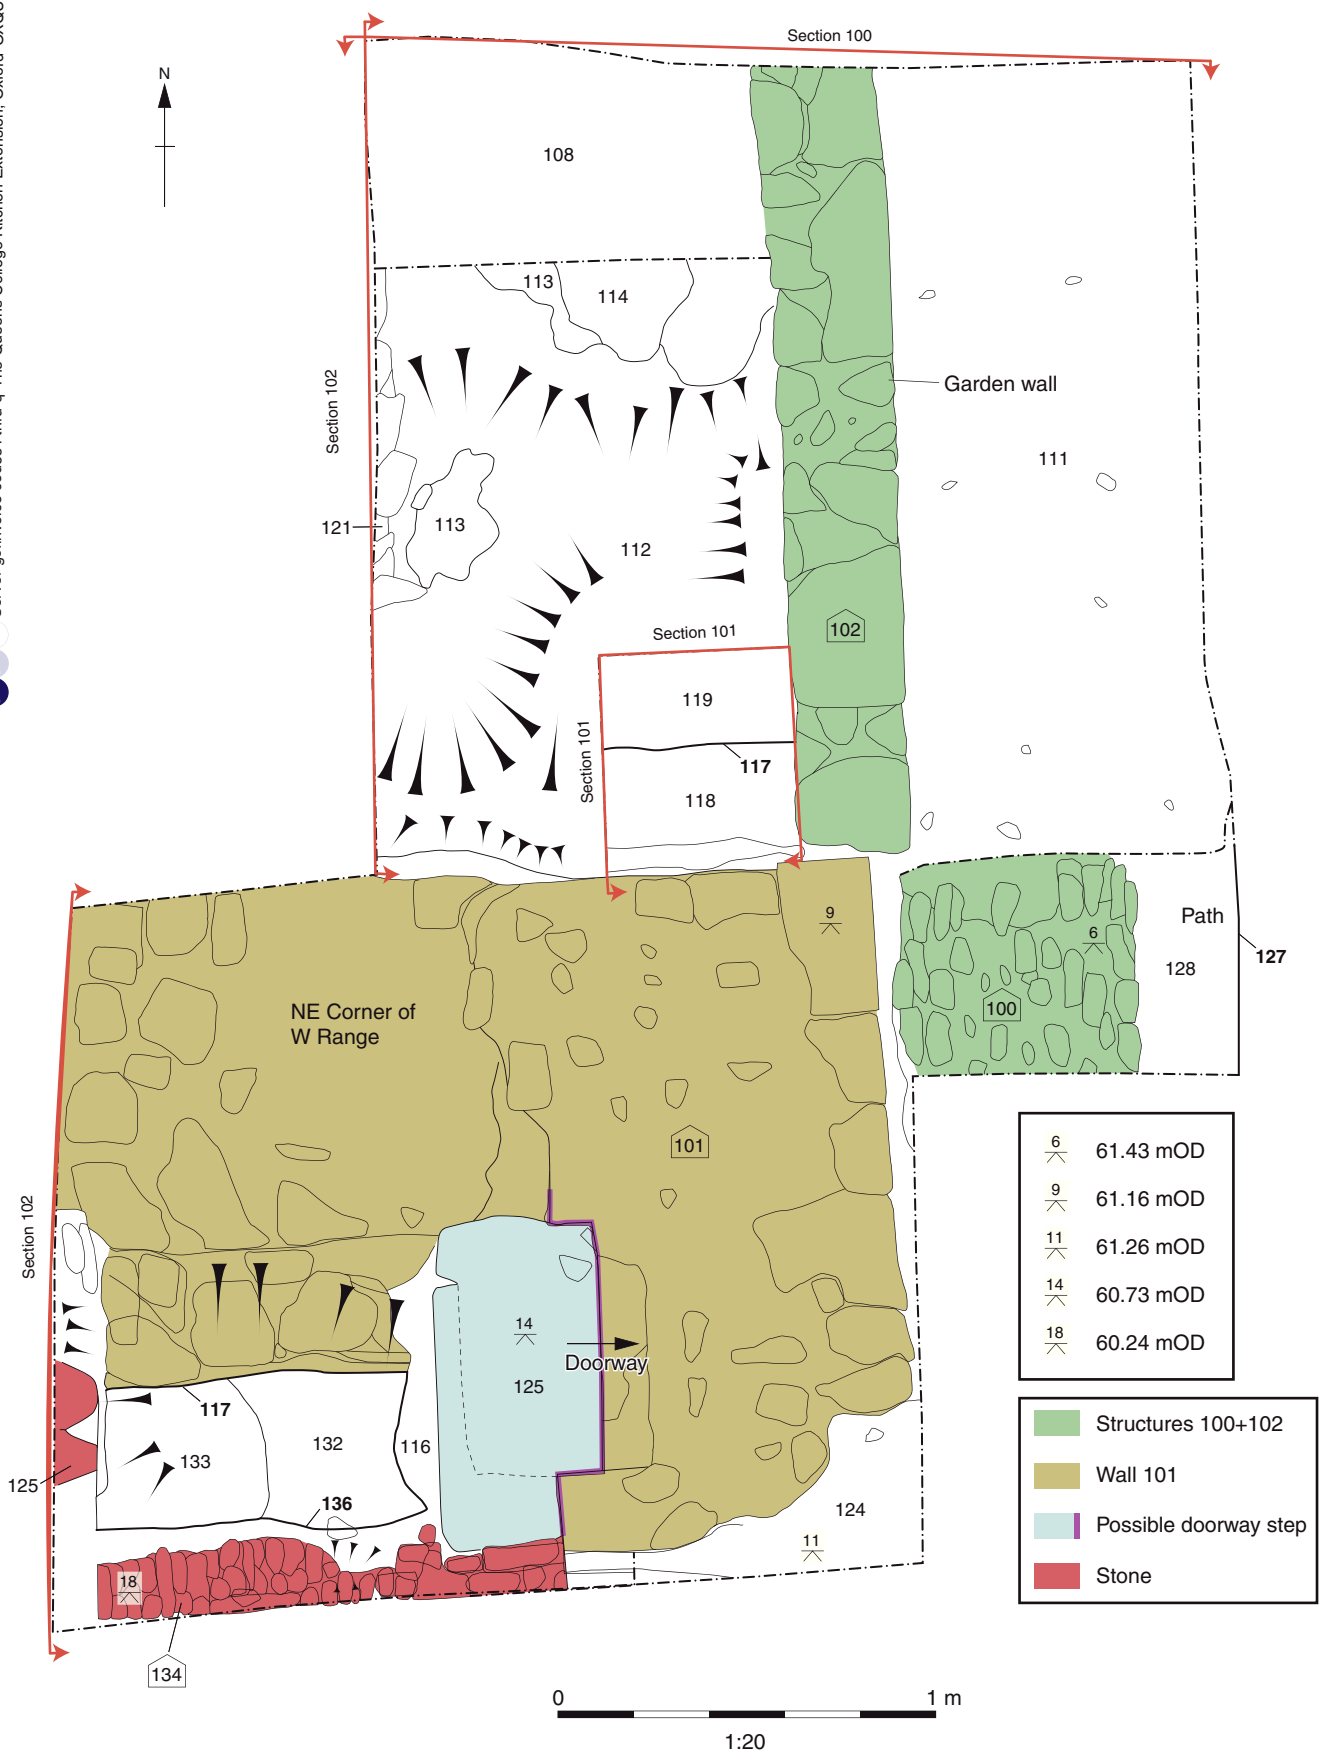 Section 100
N
108
113
114
Section 102
Garden wall
111
121
113
112
102
Section 101
119
Section 101
117
118
9
6
Path
127
128
100
NE Corner of
W Range
101
6 61.43 mOD
9 61.16 mOD
11 61.26 mOD
14 60.73 mOD
18 60.24 mOD
Section 102
14
Doorway
125
117
132
116
133
125
136
124
11
18
134
Structures 100+102
Wall 101
Possible doorway step
Stone
0 1 m
1:20